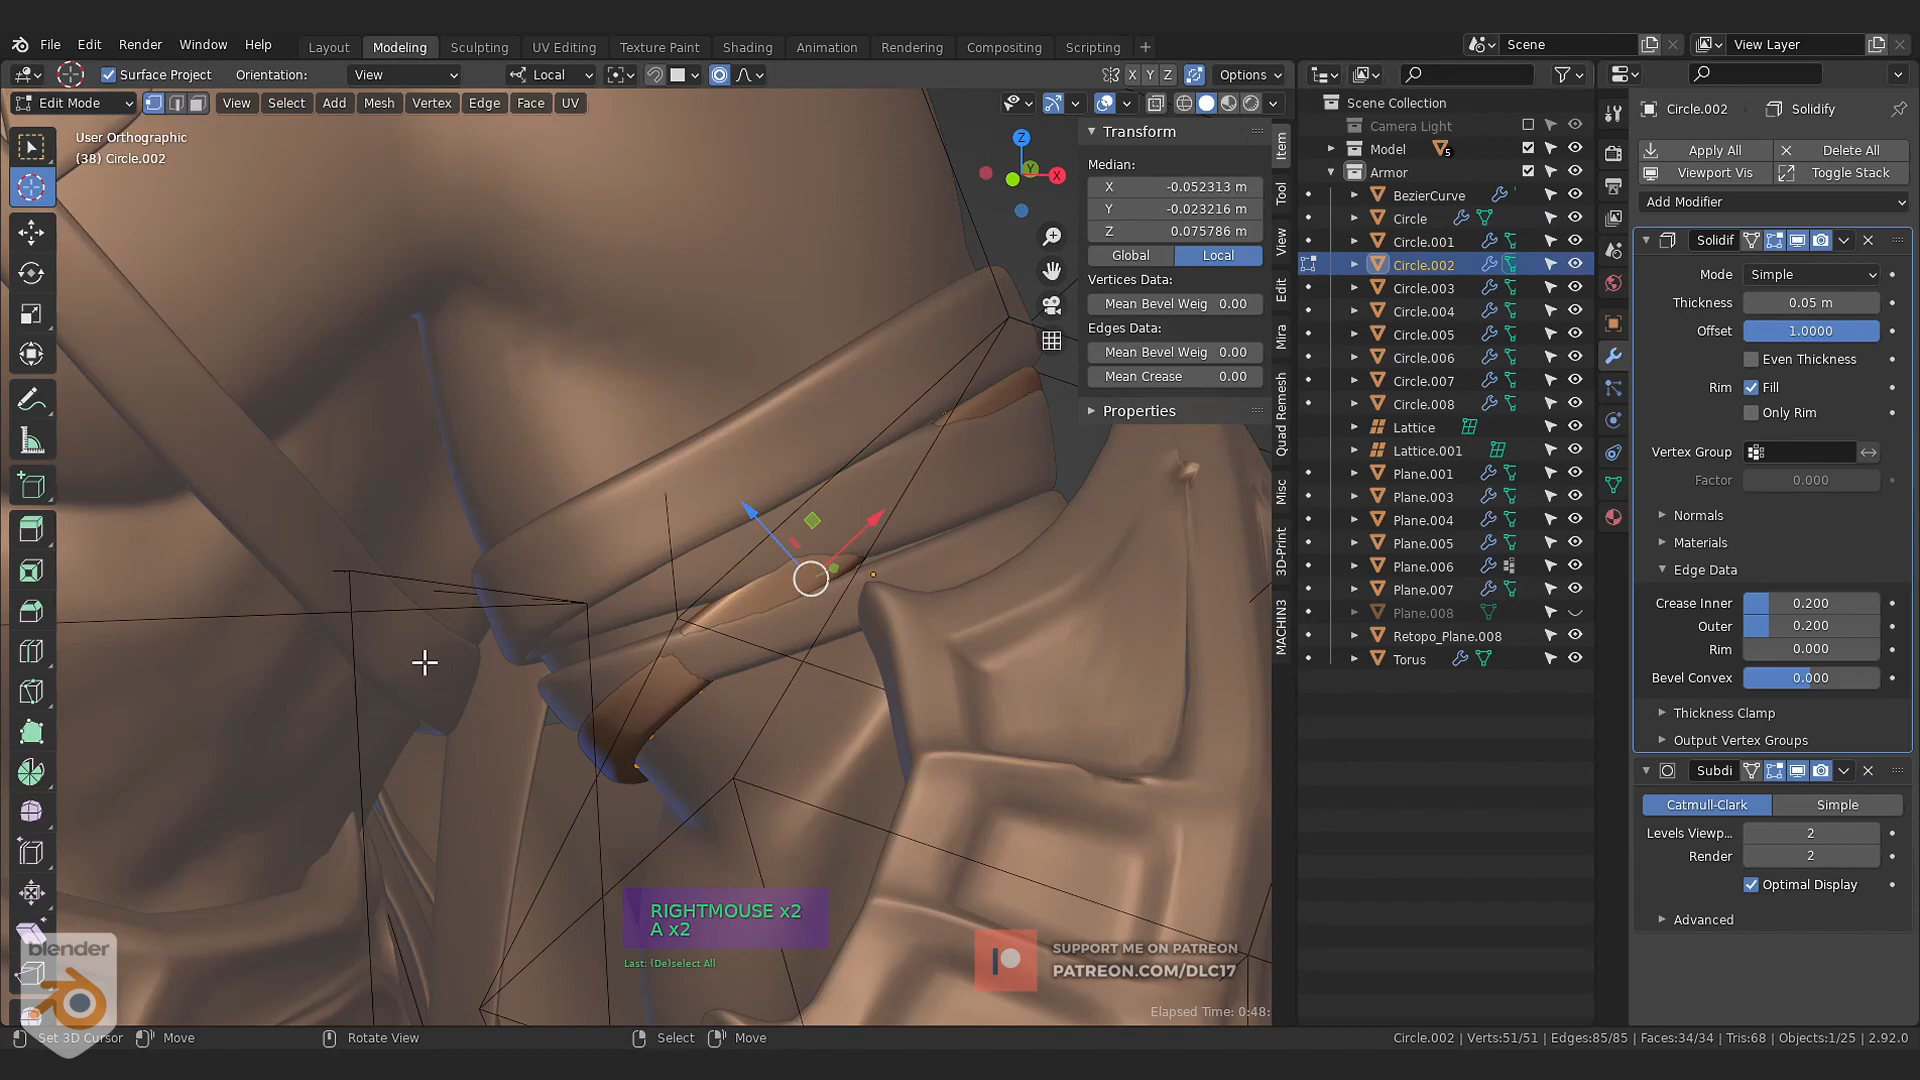 File Edit Render Window Help
Layout Modeling Sculpting UV Editing Texture Paint Shading Animation Rendering Compositing Scripting +
Scene
View Layer
Surface Project Orientation: View Local X Y Z Options
Edit Mode View Select Add Mesh Vertex Edge Face UV
User Orthographic
(38) Circle.002
Z
Y
X
Transform
Median:
X -0.052313 m
Y -0.023216 m
Z 0.075786 m
Global Local
Vertices Data:
Mean Bevel Weig 0.00
Edges Data:
Mean Bevel Weig 0.00
Mean Crease 0.00
Properties
Item
Tool
View
Edit
Mira
Quad Remesh
Misc
3D-Print
MACHIN3
Scene Collection
Camera Light
Model 5
Armor
BezierCurve
Circle
Circle.001
Circle.002
Circle.003
Circle.004
Circle.005
Circle.006
Circle.007
Circle.008
Lattice
Lattice.001
Plane.001
Plane.003
Plane.004
Plane.005
Plane.006
Plane.007
Plane.008
Retopo_Plane.008
Torus
Circle.002 Solidify
Apply All Delete All
Viewport Vis Toggle Stack
Add Modifier
Solidif
Mode Simple
Thickness 0.05 m
Offset 1.0000
Even Thickness
Rim Fill
Only Rim
Vertex Group
Factor 0.000
Normals
Materials
Edge Data
Crease Inner 0.200
Outer 0.200
Rim 0.000
Bevel Convex 0.000
Thickness Clamp
Output Vertex Groups
Subdi
Catmull-Clark Simple
Levels Viewp... 2
Render 2
Optimal Display
Advanced
RIGHTMOUSE x2
A x2
Last: (De)select All
SUPPORT ME ON PATREON
PATREON.COM/DLC17
Elapsed Time: 0:48:
blender
Set 3D Cursor Move Rotate View Select Move
Circle.002 | Verts:51/51 | Edges:85/85 | Faces:34/34 | Tris:68 | Objects:1/25 | 2.92.0